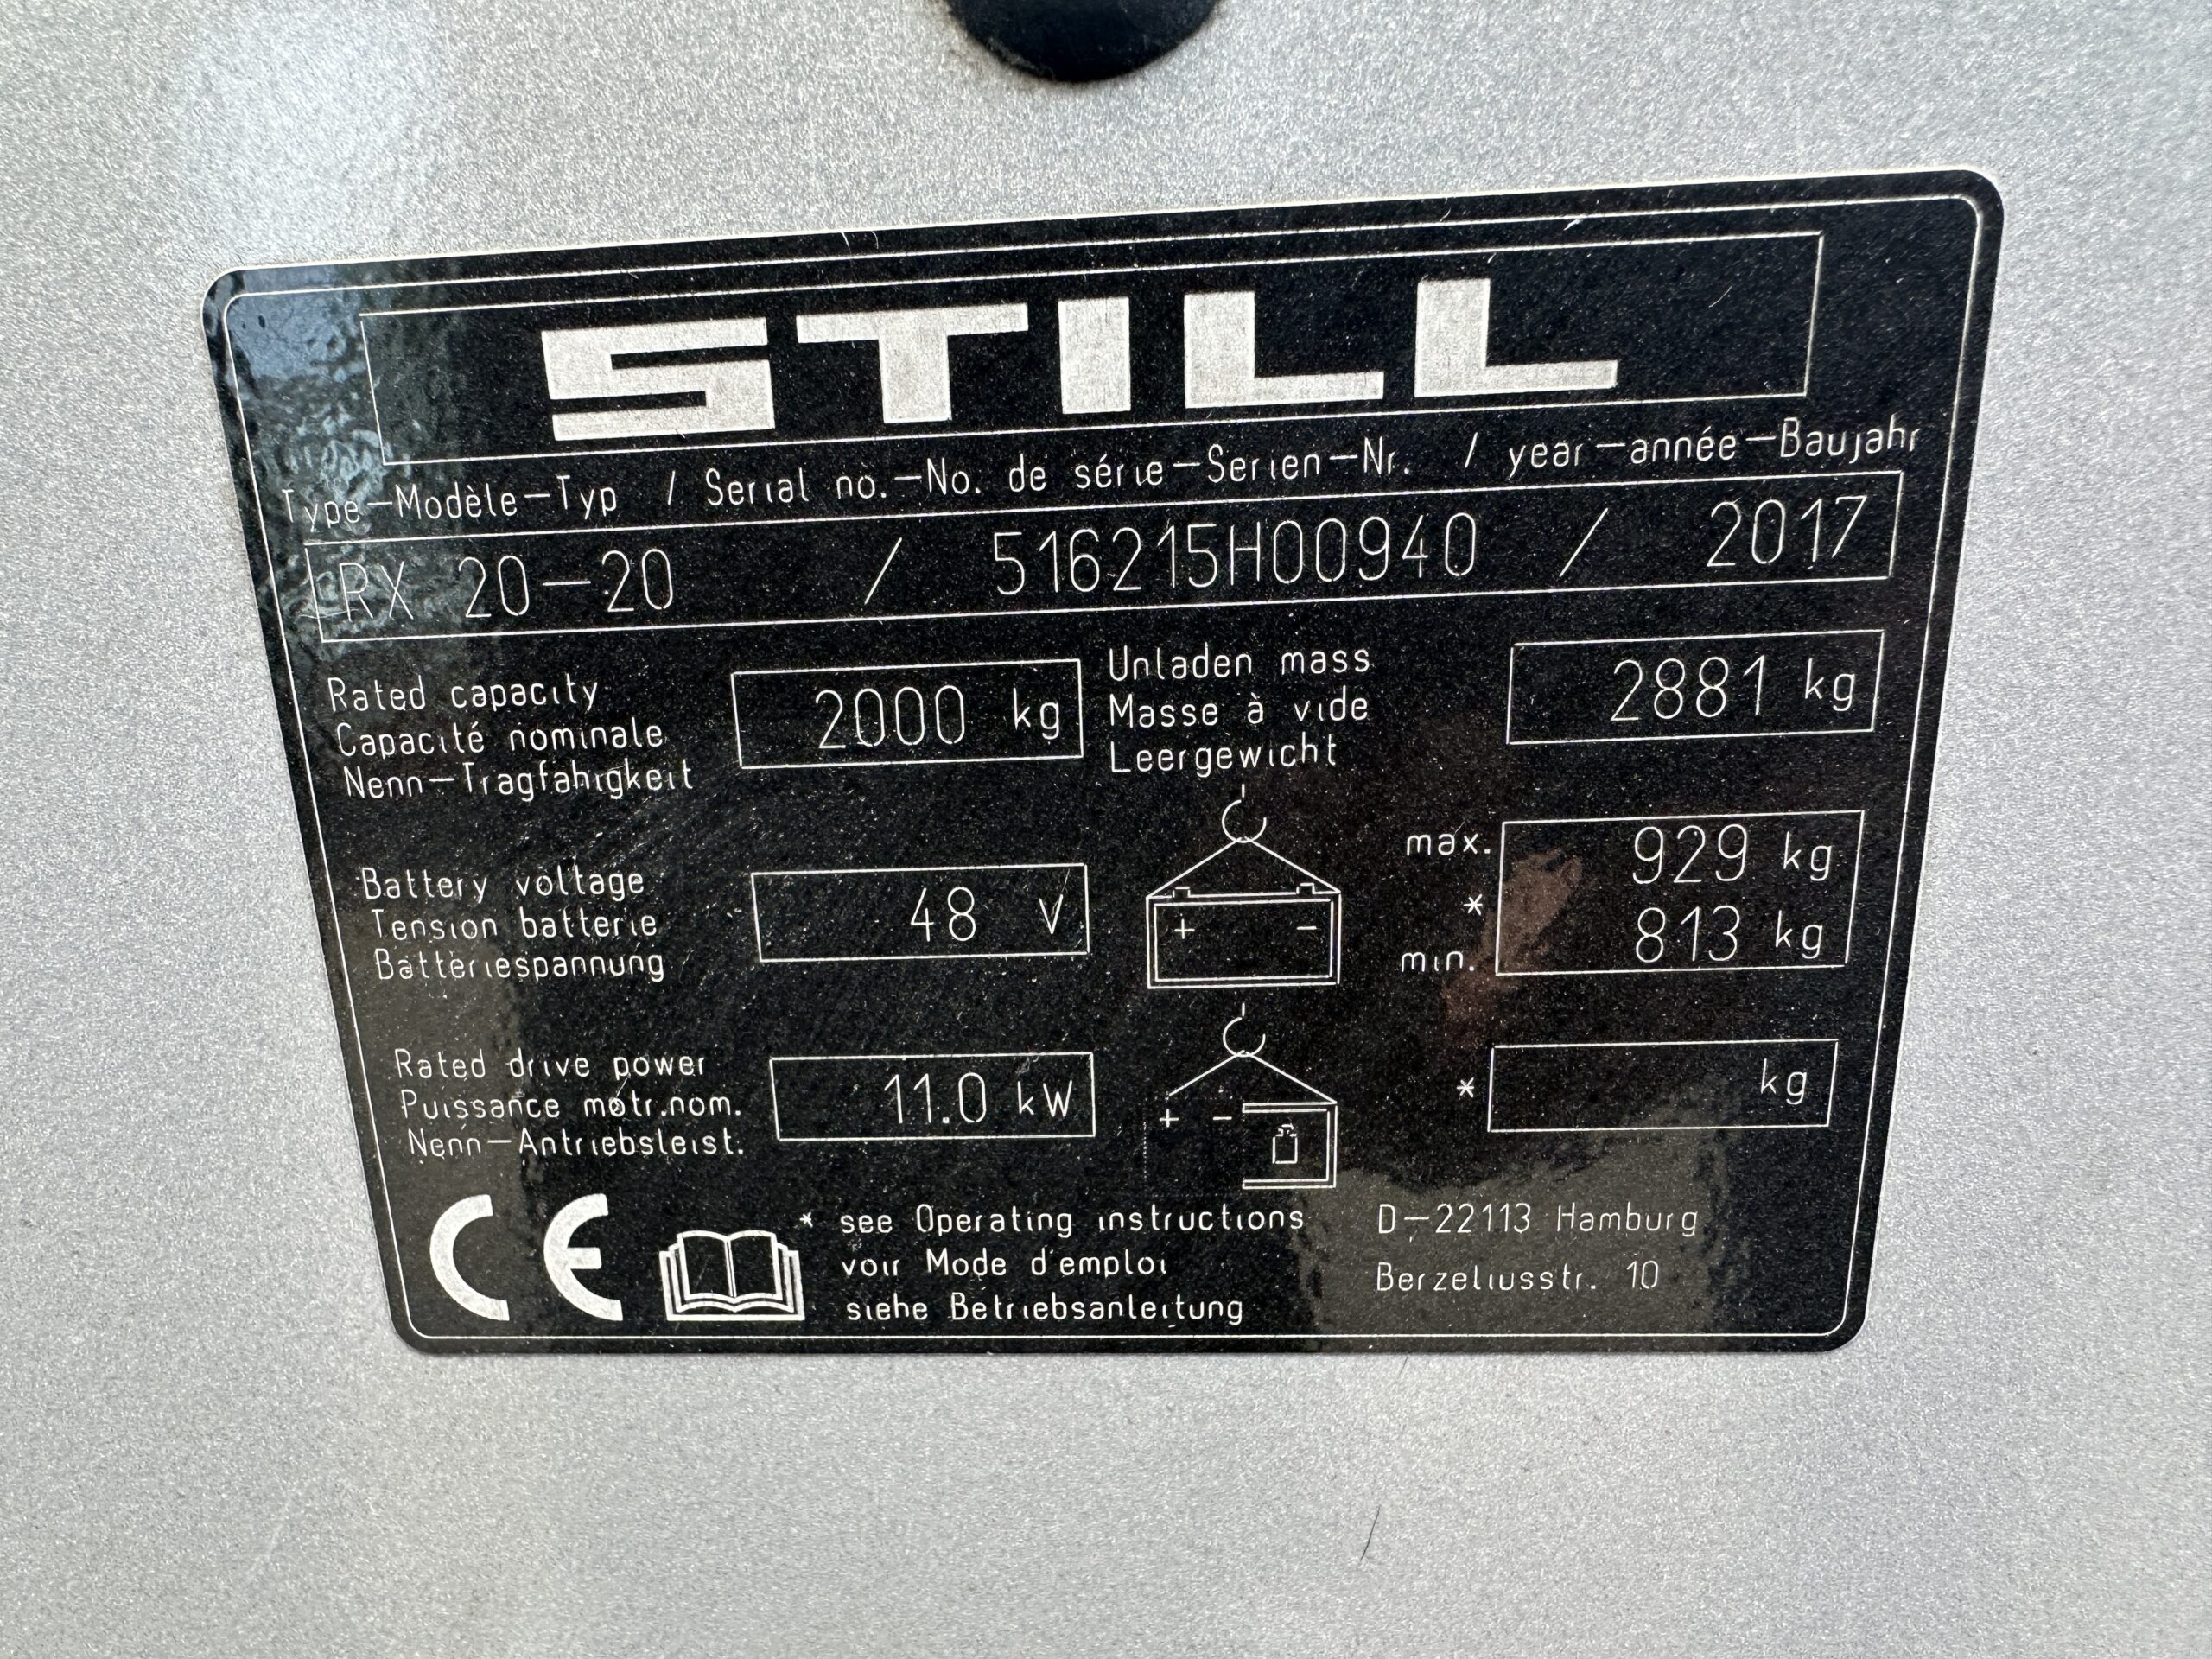 STILL
Type-Modèle-Typ / Serial no.-No. de série-Serien-Nr. / year-année-Baujahr
RX 20-20 / 516215H00940 / 2017
Rated capacity
Capacité nominale
Nenn-Tragfähigkeit
2000 kg
Unladen mass
Masse à vide
Leergewicht
2881 kg
Battery voltage
Tension batterie
Batteriespannung
48 V
+ -
max. 929 kg
*
min. 813 kg
Rated drive power
Puissance motr.nom.
Nenn-Antriebsleist.
11.0 kW
+ -
* kg
CE
* see Operating instructions
voir Mode d'emploi
siehe Betriebsanleitung
D-22113 Hamburg
Berzeliusstr. 10